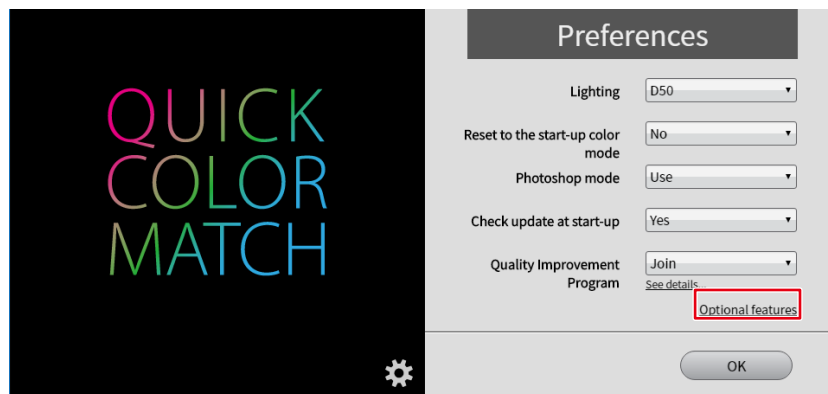 QUICK
COLOR
MATCH
Preferences
Lighting
D50
Reset to the start-up color
mode
No
Photoshop mode
Use
Check update at start-up
Yes
Quality Improvement
Program
Join
See details...
Optional features
OK